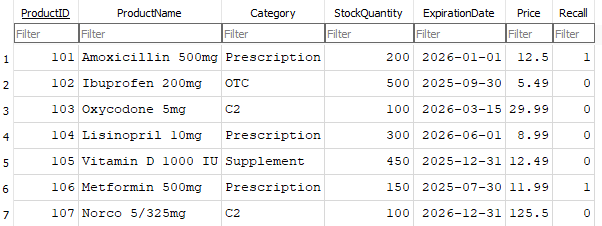 ProductID ProductName Category StockQuantity ExpirationDate Price Recall
Filter Filter Filter Filter Filter Filter Filter
1 101 Amoxicillin 500mg Prescription 200 2026-01-01 12.5 1
2 102 Ibuprofen 200mg OTC 500 2025-09-30 5.49 0
3 103 Oxycodone 5mg C2 100 2026-03-15 29.99 0
4 104 Lisinopril 10mg Prescription 300 2026-06-01 8.99 0
5 105 Vitamin D 1000 IU Supplement 450 2025-12-31 12.49 0
6 106 Metformin 500mg Prescription 150 2025-07-30 11.99 1
7 107 Norco 5/325mg C2 100 2026-12-31 125.5 0